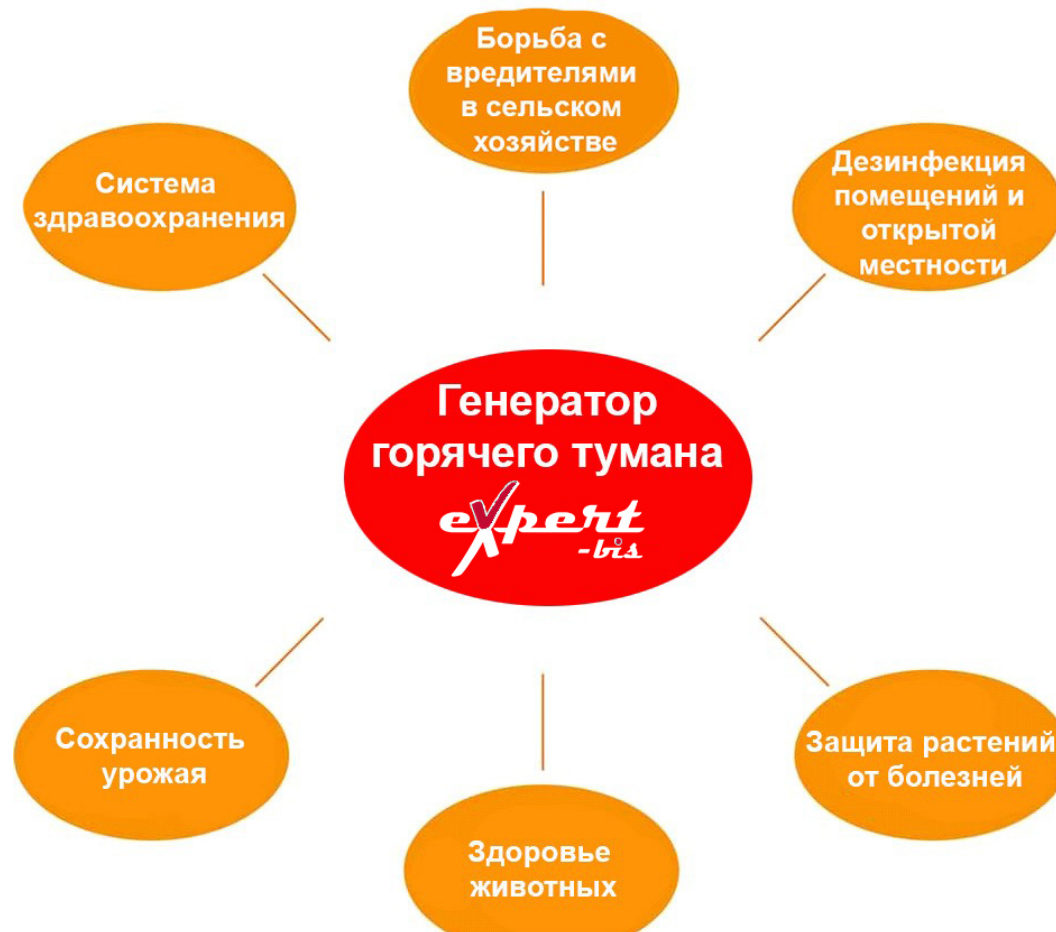 Борьба с
вредителями
в сельском
хозяйстве
Система
здравоохранения
Дезинфекция
помещений и
открытой
местности
Генератор
горячего тумана
eXpert
-bis
Сохранность
урожая
Защита растений
от болезней
Здоровье
животных